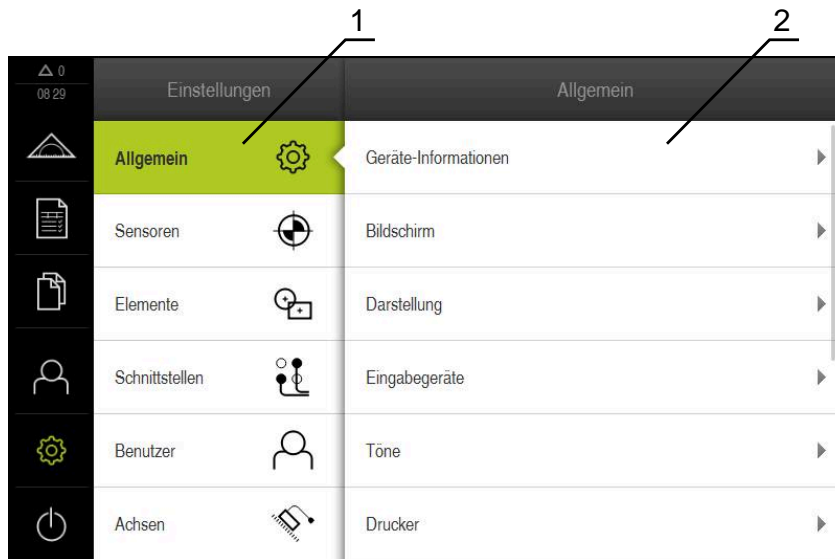 1
2
0
08 29
Einstellungen
Allgemein
Allgemein
Geräte-Informationen
Sensoren
Bildschirm
Elemente
Darstellung
Schnittstellen
Eingabegeräte
Benutzer
Töne
Achsen
Drucker